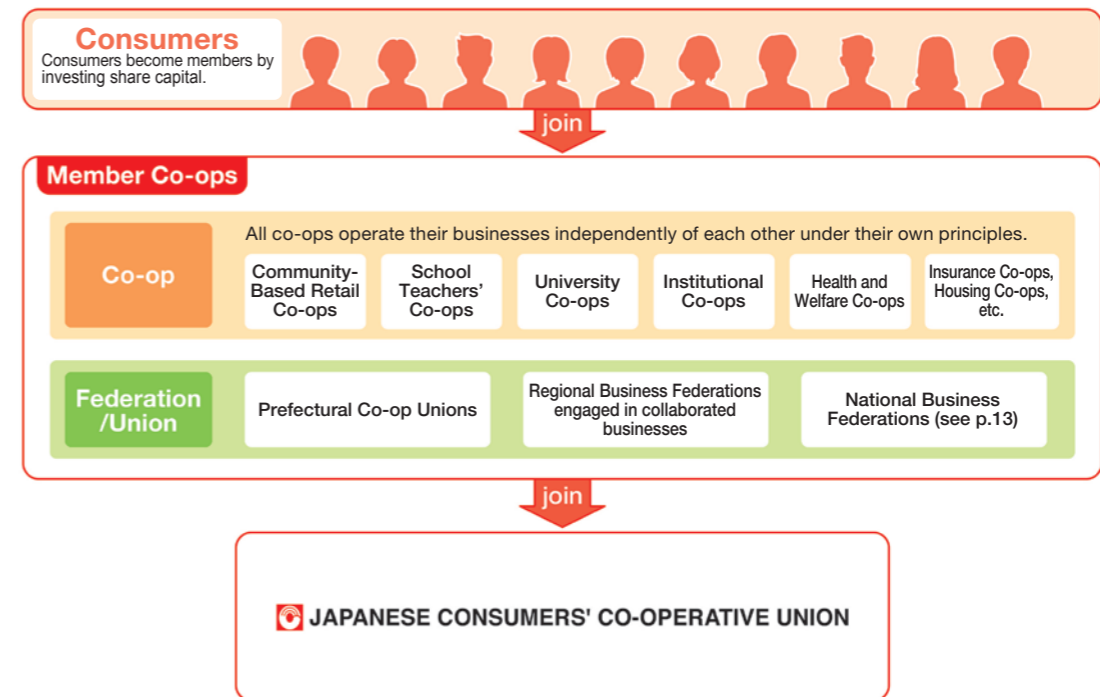 Consumers
Consumers become members by
investing share capital.
join
Member Co-ops
Co-op
All co-ops operate their businesses independently of each other under their own principles.
Community-
Based Retail
Co-ops
School
Teachers'
Co-ops
University
Co-ops
Institutional
Co-ops
Health and
Welfare Co-ops
Insurance Co-ops,
Housing Co-ops,
etc.
Federation
/Union
Prefectural Co-op Unions
Regional Business Federations
engaged in collaborated
businesses
National Business
Federations (see p.13)
join
JAPANESE CONSUMERS' CO-OPERATIVE UNION